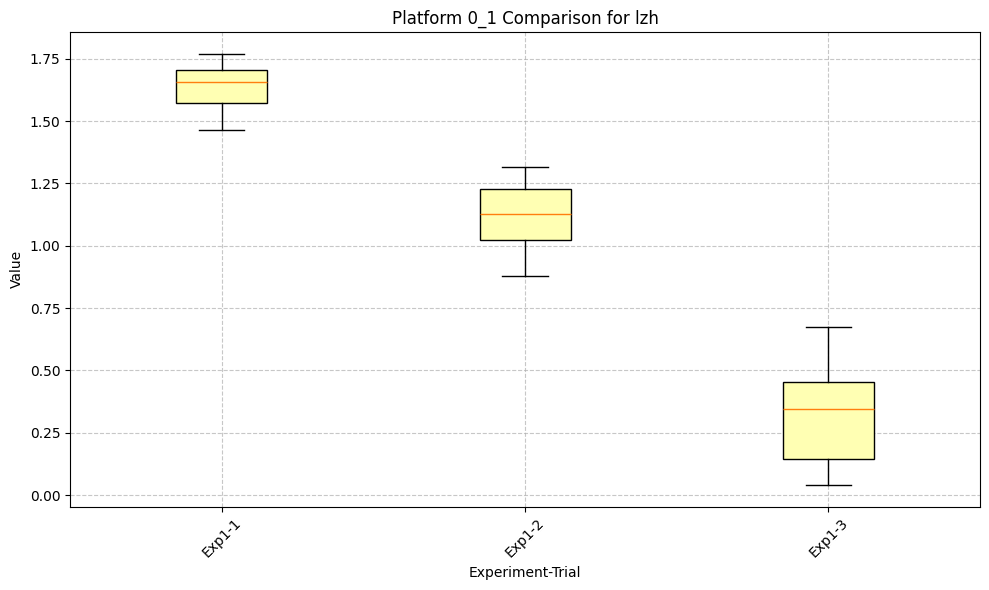 Platform 0_1 Comparison for lzh
Value
1.75
1.50
1.25
1.00
0.75
0.50
0.25
0.00
Exp1-1
Exp1-2
Exp1-3
Experiment-Trial